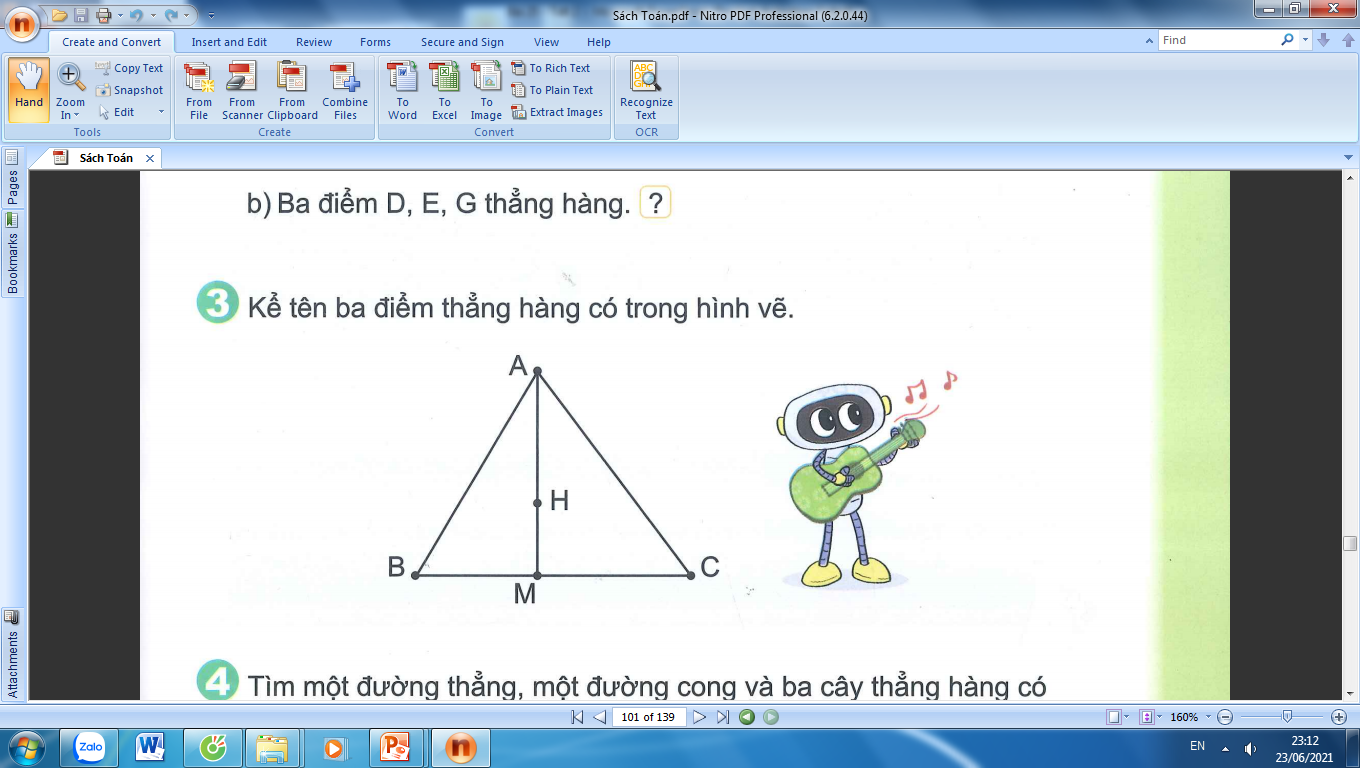 Sách Toán.pdf - Nitro PDF Professional (6.2.0.44)
Create and Convert Insert and Edit Review Forms Secure and Sign View Help Find
Hand
Zoom In
Copy Text
Snapshot
Edit
Tools
From File
From Scanner
From Clipboard
Combine Files
Create
To Word
To Excel
To Image
To Rich Text
To Plain Text
Extract Images
Convert
Recognize Text
OCR
Sách Toán
Pages
Bookmarks
Attachments
b) Ba điểm D, E, G thẳng hàng. ?
3 Kể tên ba điểm thẳng hàng có trong hình vẽ.
A
H
B
C
M
4 Tìm một đường thẳng, một đường cong và ba cây thẳng hàng có
101 of 139
160%
Zalo
EN
23:12
23/06/2021